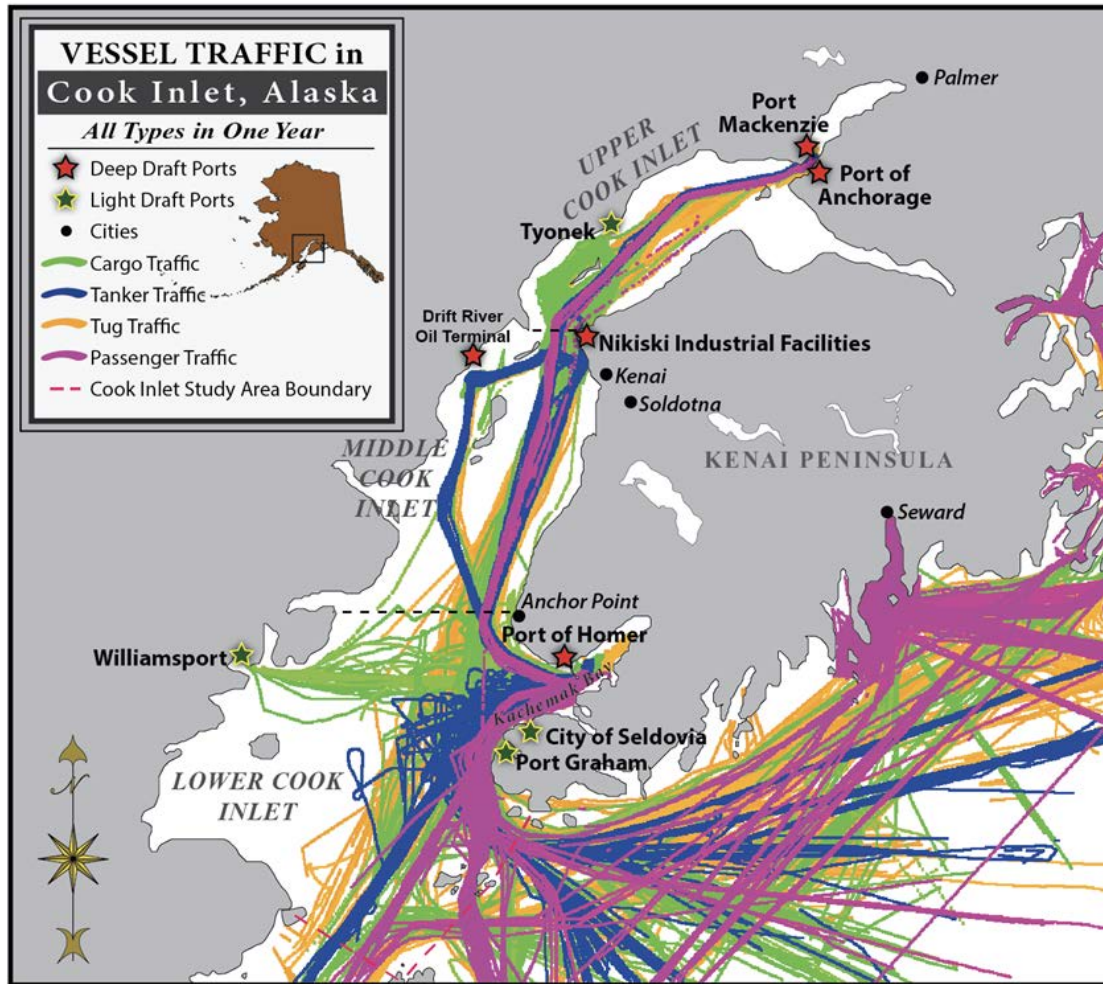 VESSEL TRAFFIC in
Cook Inlet, Alaska
All Types in One Year
Deep Draft Ports
Light Draft Ports
Cities
Cargo Traffic
Tanker Traffic
Tug Traffic
Passenger Traffic
Cook Inlet Study Area Boundary
Palmer
Port
Mackenzie
Port of
Anchorage
UPPER
COOK INLET
Tyonek
Drift River
Oil Terminal
Nikiski Industrial Facilities
Kenai
Soldotna
MIDDLE
COOK
INLET
KENAI PENINSULA
Seward
Anchor Point
Port of Homer
Williamsport
Kachemak Bay
City of Seldovia
Port Graham
LOWER COOK
INLET
N